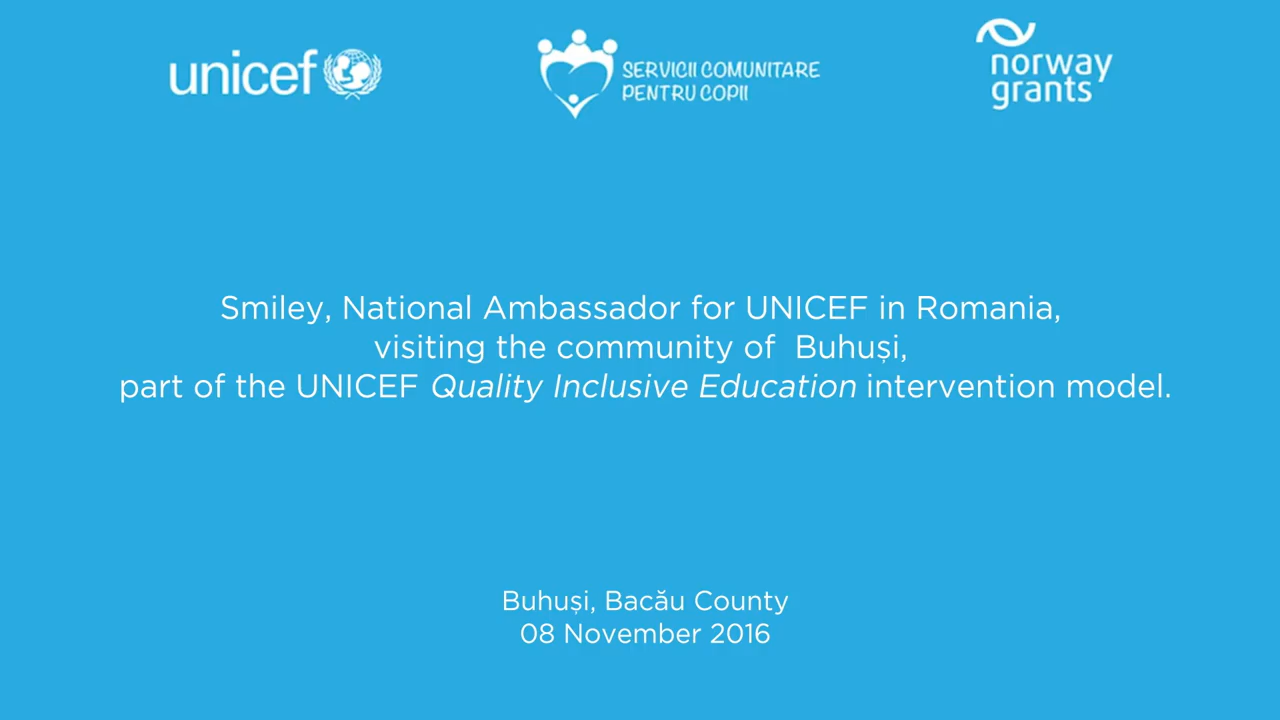 unicef
SERVICII COMUNITARE
PENTRU COPII
norway
grants
Smiley, National Ambassador for UNICEF in Romania,
visiting the community of  Buhuși,
part of the UNICEF Quality Inclusive Education intervention model.
Buhuși, Bacău County
08 November 2016